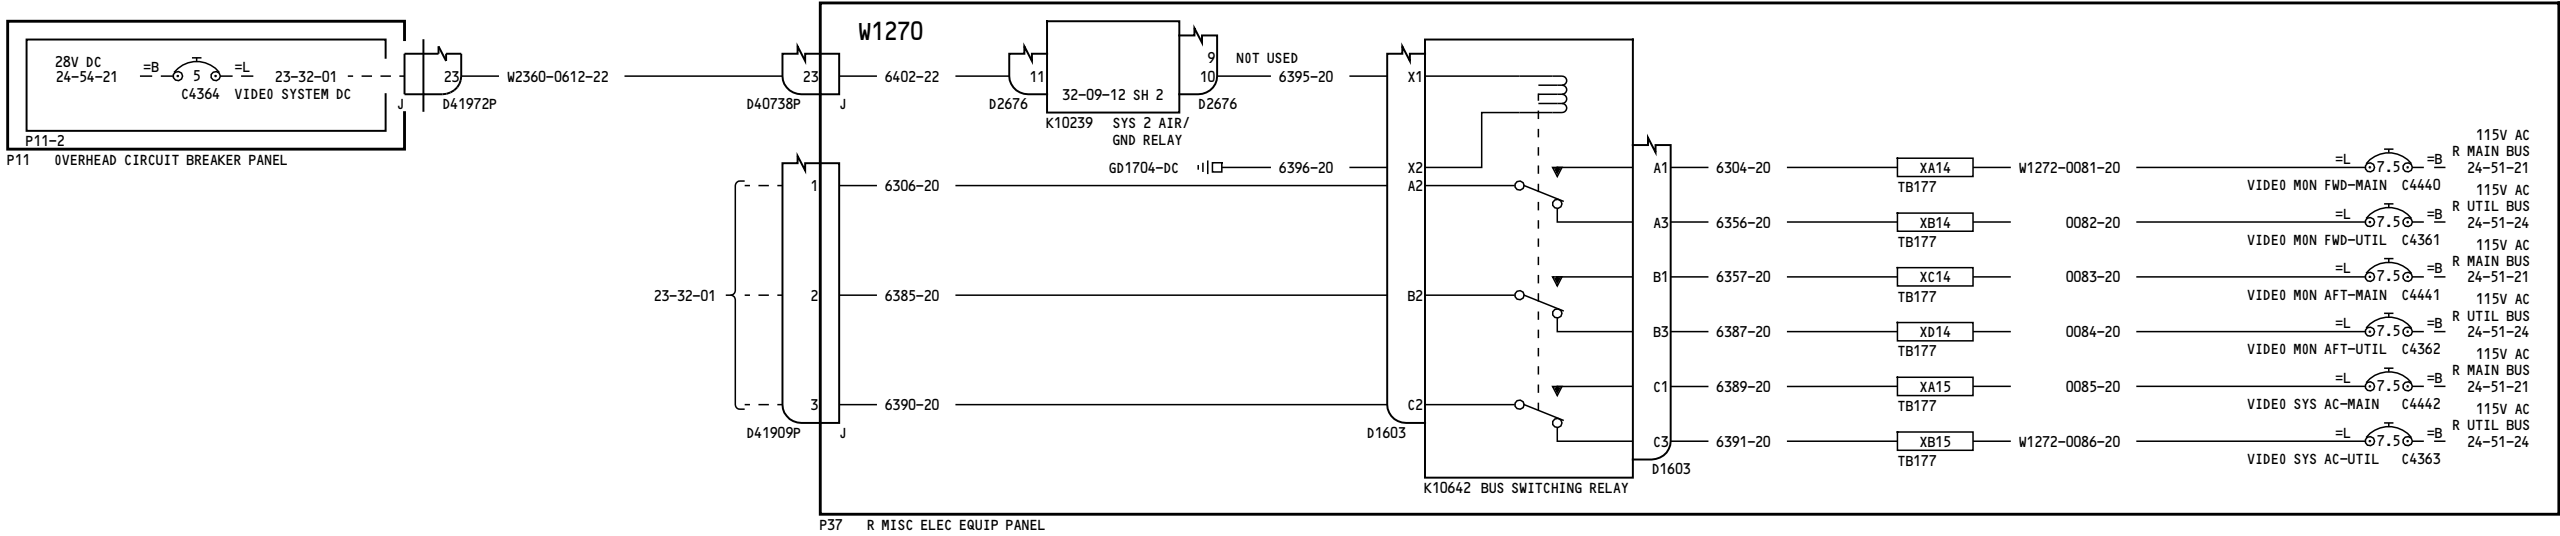 W1270
28V DC
24-54-21
=B
5
=L
23-32-01
C4364
VIDEO SYSTEM DC
J
23
D41972P
P11-2
P11
OVERHEAD CIRCUIT BREAKER PANEL
W2360-0612-22
23
D40738P
J
6402-22
11
D2676
32-09-12 SH 2
K10239
SYS 2 AIR/
GND RELAY
9
NOT USED
10
D2676
6395-20
X1
GD1704-DC
6396-20
X2
23-32-01
1
6306-20
A2
2
6385-20
B2
3
6390-20
C2
D41909P
J
D1603
K10642 BUS SWITCHING RELAY
D1603
A1
6304-20
XA14
TB177
W1272-0081-20
=L
7.5
=B
115V AC
R MAIN BUS
24-51-21
VIDEO MON FWD-MAIN
C4440
A3
6356-20
XB14
TB177
0082-20
=L
7.5
=B
115V AC
R UTIL BUS
24-51-24
VIDEO MON FWD-UTIL
C4361
B1
6357-20
XC14
TB177
0083-20
=L
7.5
=B
115V AC
R MAIN BUS
24-51-21
VIDEO MON AFT-MAIN
C4441
B3
6387-20
XD14
TB177
0084-20
=L
7.5
=B
115V AC
R UTIL BUS
24-51-24
VIDEO MON AFT-UTIL
C4362
C1
6389-20
XA15
TB177
0085-20
=L
7.5
=B
115V AC
R MAIN BUS
24-51-21
VIDEO SYS AC-MAIN
C4442
C3
6391-20
XB15
TB177
W1272-0086-20
=L
7.5
=B
115V AC
R UTIL BUS
24-51-24
VIDEO SYS AC-UTIL
C4363
P37
R MISC ELEC EQUIP PANEL